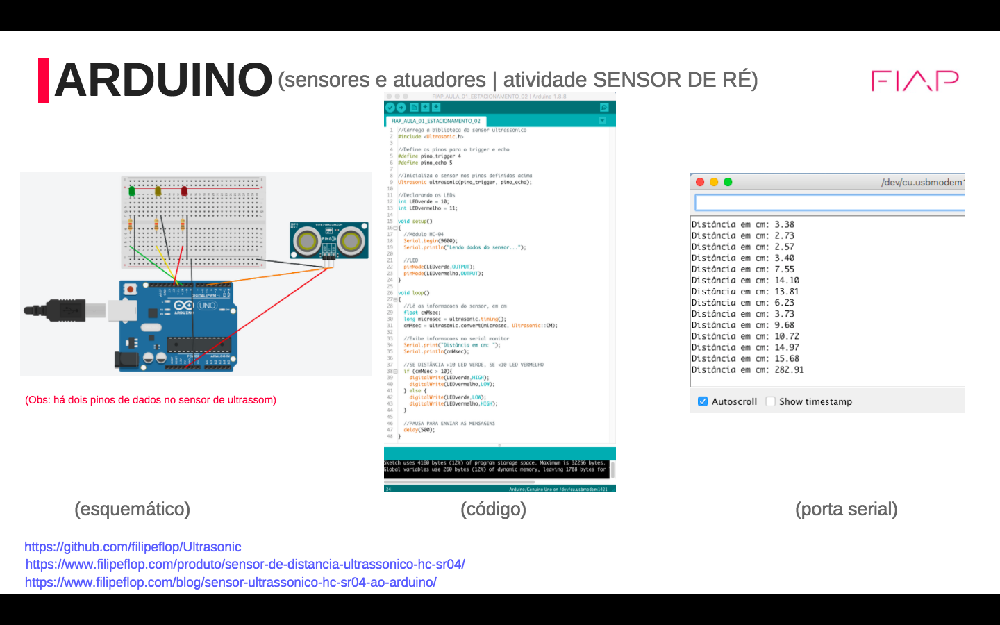 ARDUINO (sensores e atuadores | atividade SENSOR DE RÉ)
FIAP
FIAP_AULA_01_ESTACIONAMENTO_02 | Arduino 1.8.8
FIAP_AULA_01_ESTACIONAMENTO_02
1 //Carrega a biblioteca do sensor ultrassonico
2 #include <Ultrasonic.h>
3
4 //Define os pinos para o trigger e echo
5 #define pino_trigger 4
6 #define pino_echo 5
7
8 //Inicializa o sensor nos pinos definidos acima
9 Ultrasonic ultrasonic(pino_trigger, pino_echo);
10
11 //Declarando os LEDs
12 int LEDverde = 10;
13 int LEDvermelho = 11;
14
15 void setup()
16 {
17 //Módulo HC-04
18 Serial.begin(9600);
19 Serial.println("Lendo dados do sensor...");
20
21 //LED
22 pinMode(LEDverde,OUTPUT);
23 pinMode(LEDvermelho,OUTPUT);
24 }
25
26 void loop()
27 {
28 //Lê as informacoes do sensor, em cm
29 float cmMsec;
30 long microsec = ultrasonic.timing();
31 cmMsec = ultrasonic.convert(microsec, Ultrasonic::CM);
32
33 //Exibe informacoes no serial monitor
34 Serial.print("Distância em cm: ");
35 Serial.println(cmMsec);
36
37 //SE DISTÂNCIA >10 LED VERDE, SE <10 LED VERMELHO
38 if (cmMsec > 10){
39 digitalWrite(LEDverde,HIGH);
40 digitalWrite(LEDvermelho,LOW);
41 } else {
42 digitalWrite(LEDverde,LOW);
43 digitalWrite(LEDvermelho,HIGH);
44 }
45
46 //PAUSA PARA ENVIAR AS MENSAGENS
47 delay(500);
48 }
Sketch uses 4160 bytes (12%) of program storage space. Maximum is 32256 bytes.
Global variables use 260 bytes (12%) of dynamic memory, leaving 1788 bytes for
34 Arduino/Genuino Uno on /dev/cu.usbmodem1421
PING)))
DIGITAL (PWM ~)
UNO
ARDUINO
POWER ANALOG IN
(Obs: há dois pinos de dados no sensor de ultrassom)
/dev/cu.usbmodem1
Distância em cm: 3.38
Distância em cm: 2.73
Distância em cm: 2.57
Distância em cm: 3.40
Distância em cm: 7.55
Distância em cm: 14.10
Distância em cm: 13.81
Distância em cm: 6.23
Distância em cm: 3.73
Distância em cm: 9.68
Distância em cm: 10.72
Distância em cm: 14.97
Distância em cm: 15.68
Distância em cm: 282.91
Autoscroll Show timestamp
(esquemático)
(código)
(porta serial)
https://github.com/filipeflop/Ultrasonic
https://www.filipeflop.com/produto/sensor-de-distancia-ultrassonico-hc-sr04/
https://www.filipeflop.com/blog/sensor-ultrassonico-hc-sr04-ao-arduino/